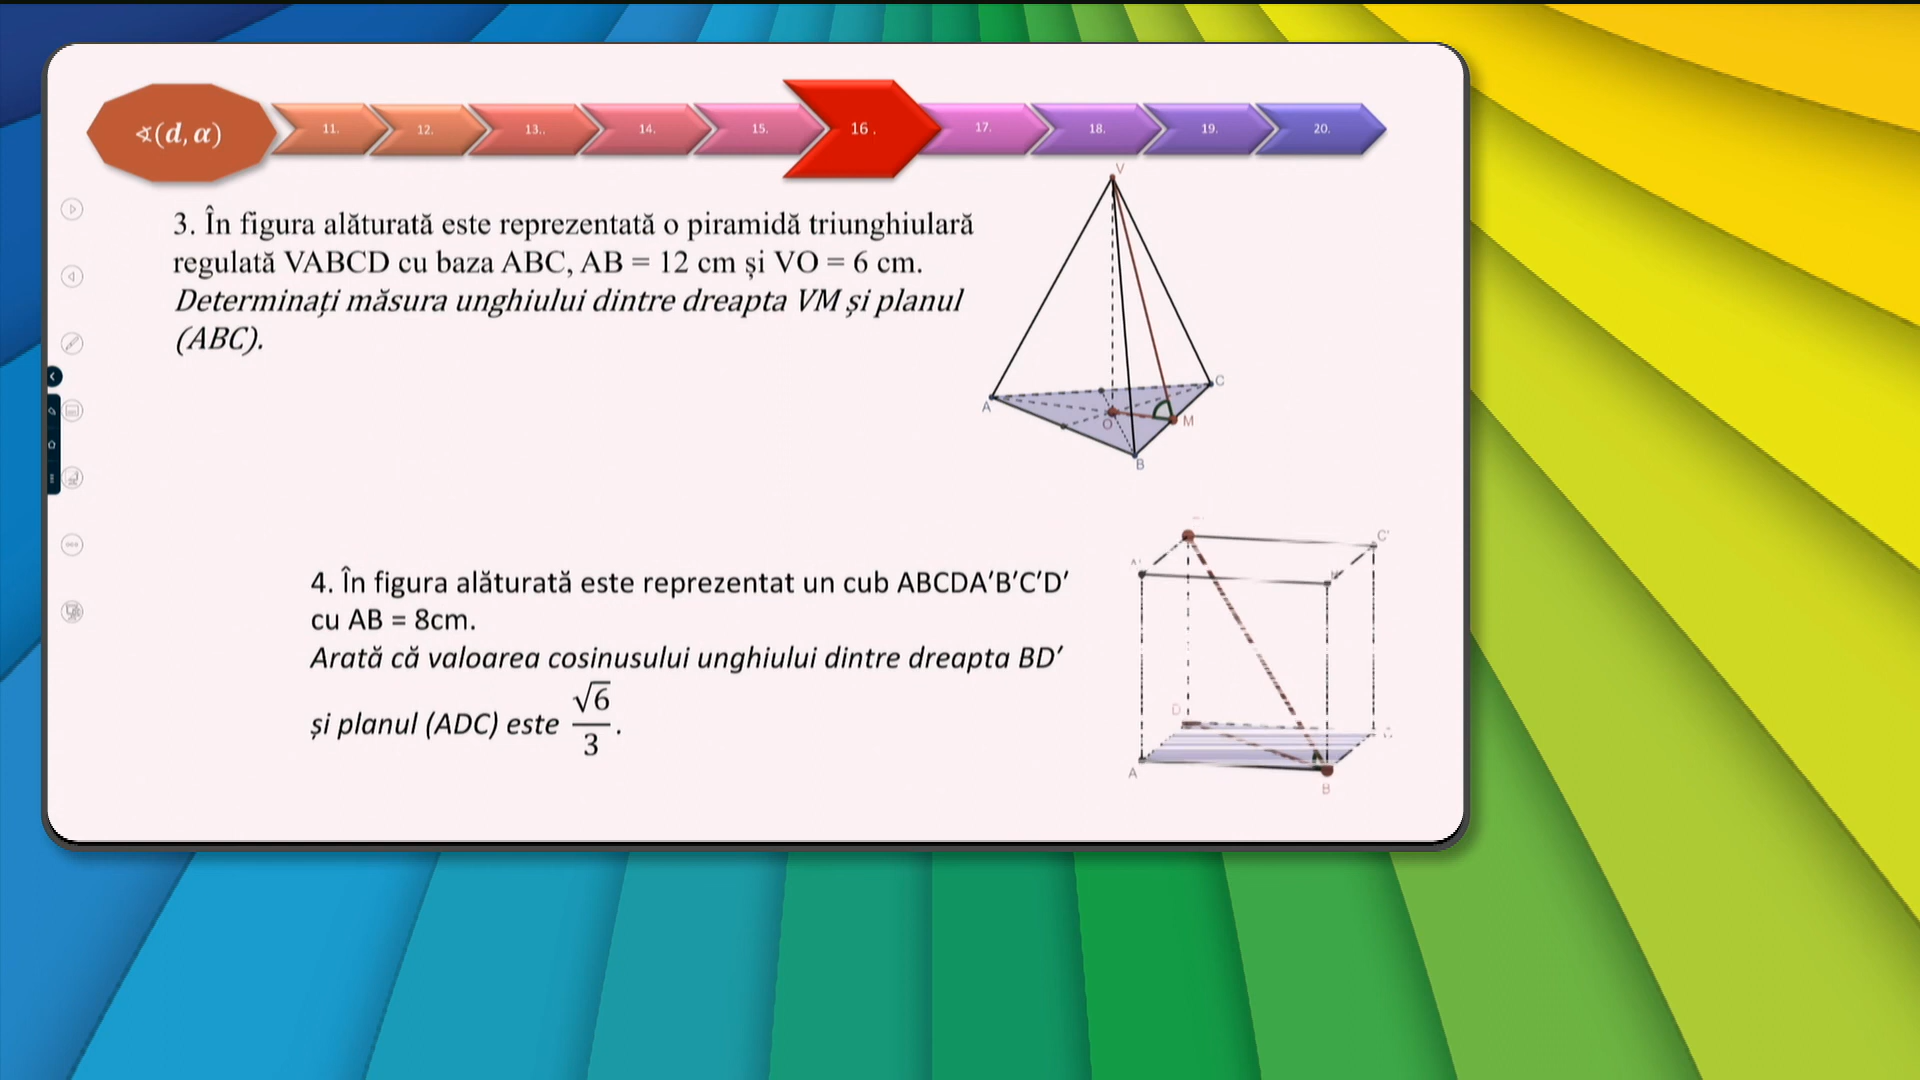 ∢(d, α)
11.
12.
13..
14.
15.
16 .
17.
18.
19.
20.
3. În figura alăturată este reprezentată o piramidă triunghiulară
regulată VABCD cu baza ABC, AB = 12 cm și VO = 6 cm.
Determinați măsura unghiului dintre dreapta VM și planul
(ABC).
V
A
O
M
C
B
4. În figura alăturată este reprezentat un cub ABCDA′B′C′D′
cu AB = 8cm.
Arată că valoarea cosinusului unghiului dintre dreapta BD′
și planul (ADC) este √6/3 .
C'
D
A
B